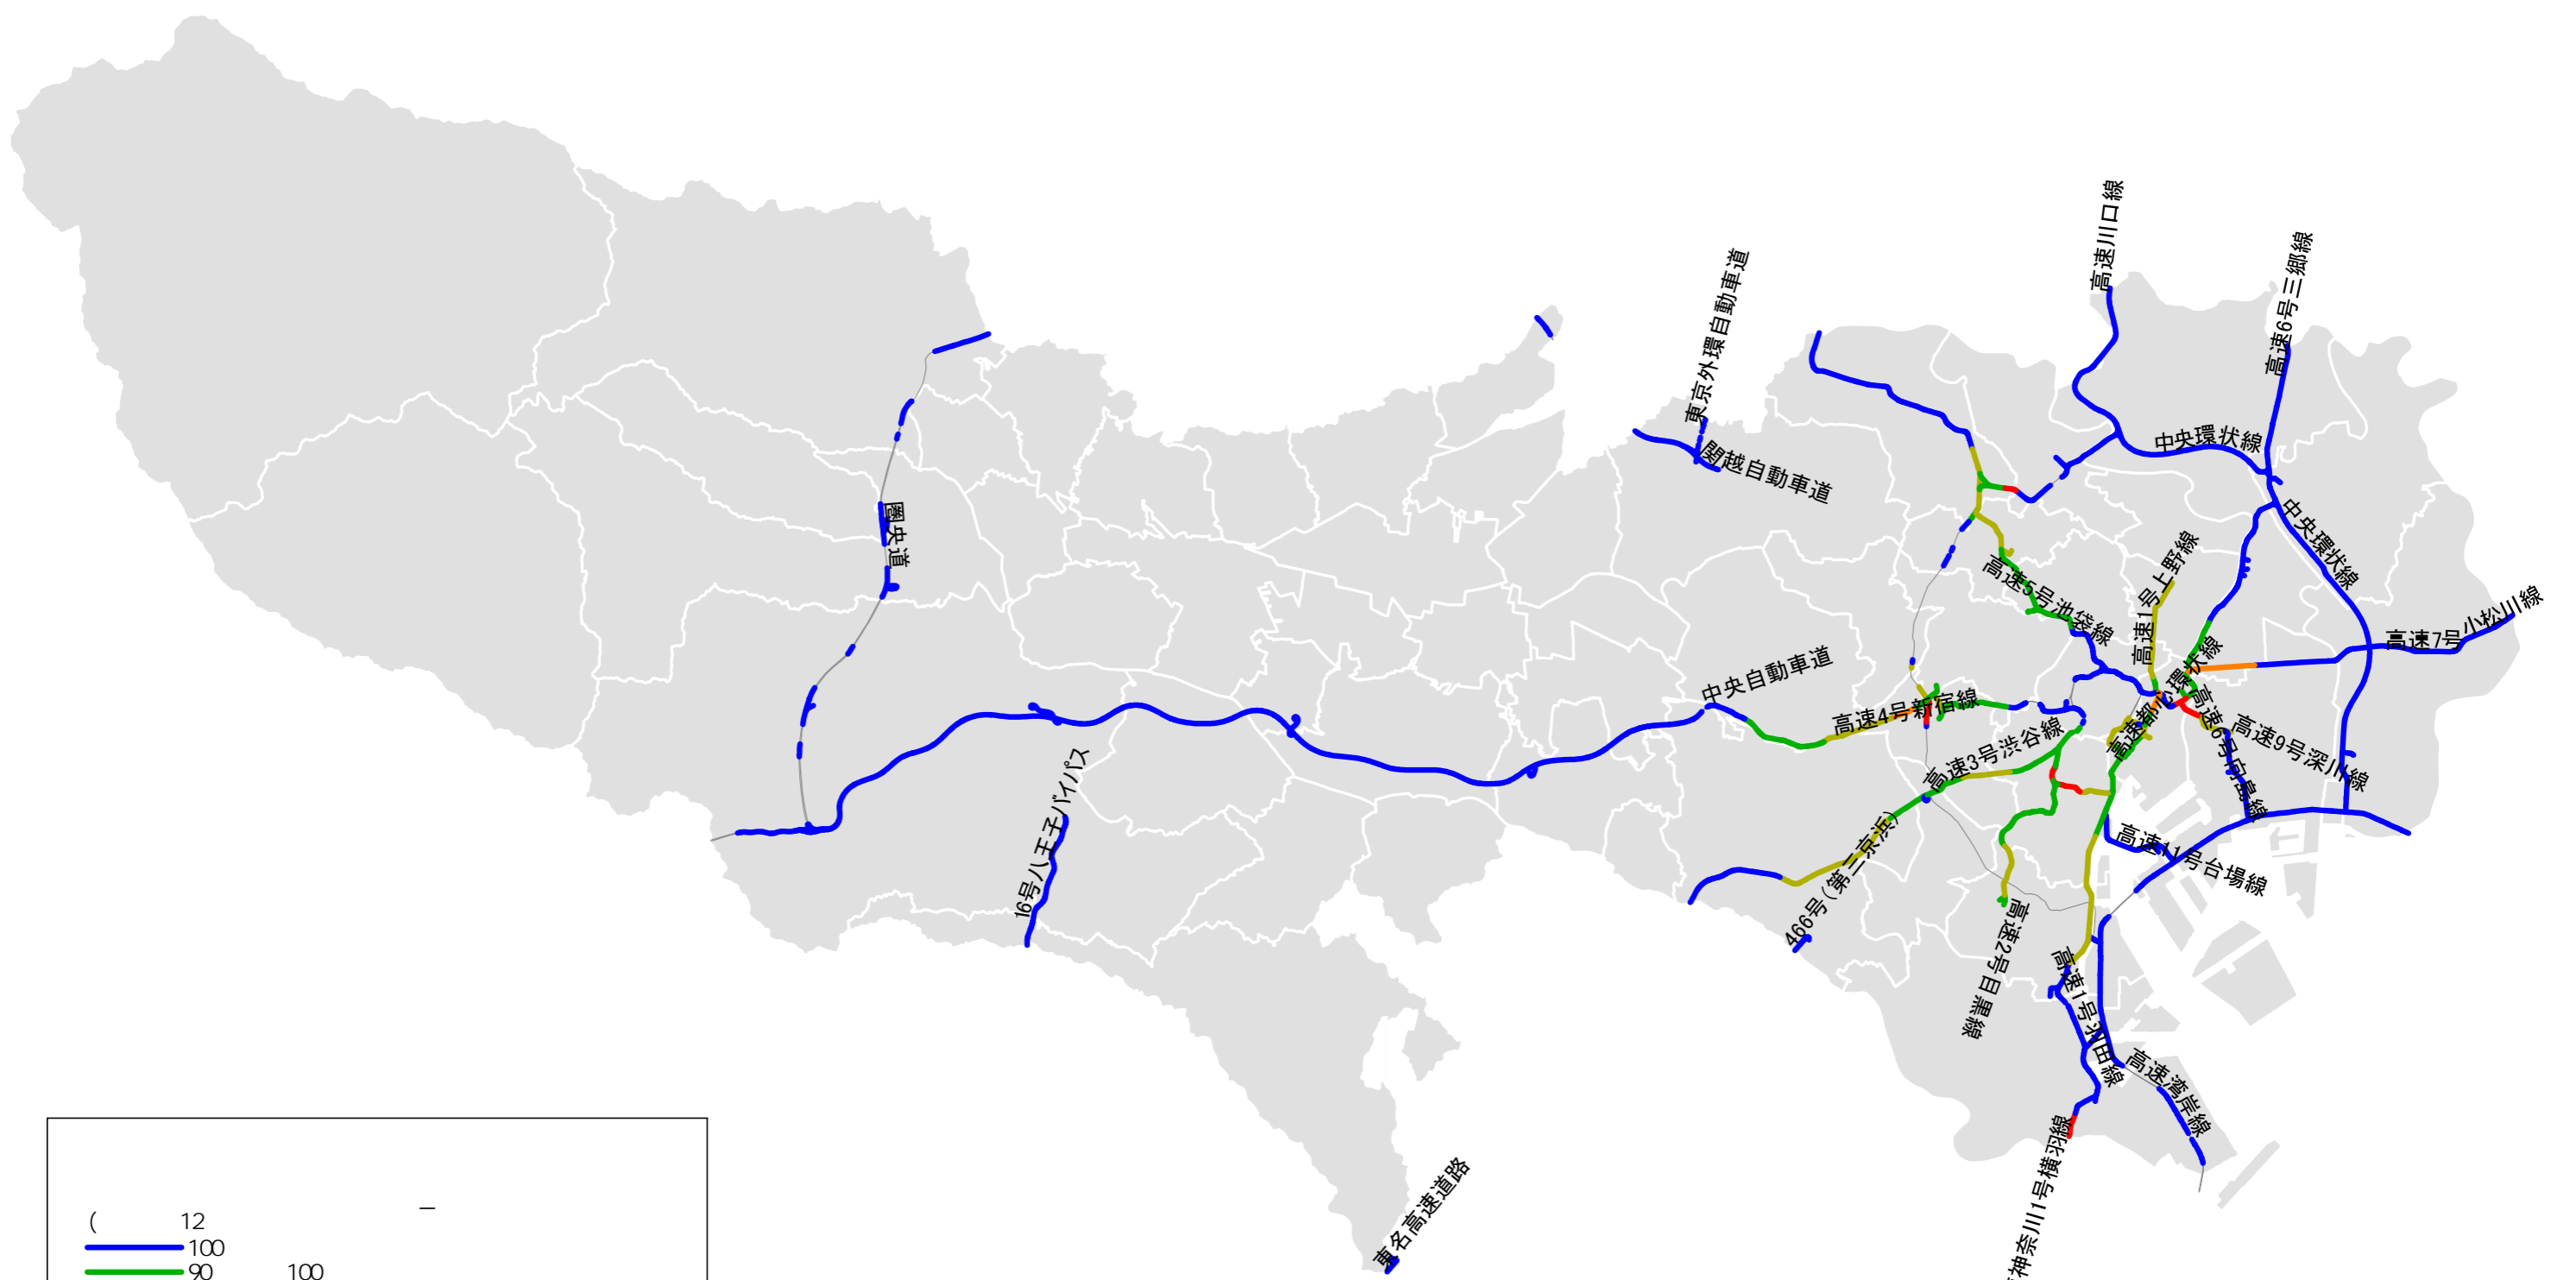 高速川口線
高速6号三郷線
東京外環自動車道
関越自動車道
中央環状線
中央環状線
圏央道
高速5号池袋線
高速1号上野線
高速7号小松川線
中央自動車道
高速4号新宿線
高速都心環状線
高速6号向島線
高速9号深川線
高速3号渋谷線
16号八王子バイパス
466号(第三京浜)
高速11号台場線
高速2号目黒線
高速1号羽田線
高速湾岸線
神奈川1号横羽線
東名高速道路
( 12 –
100
90 100